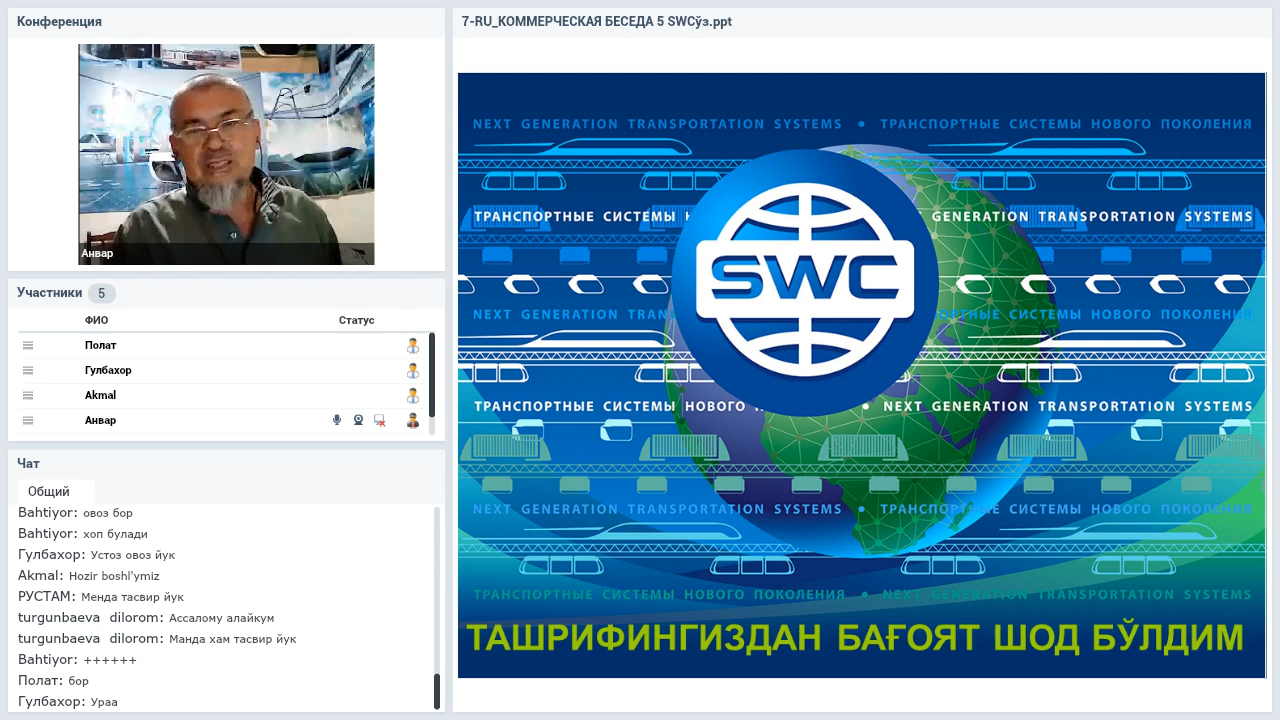 Конференция
Анвар
Участники 5
ФИО Статус
Полат
Гулбахор
Akmal
Анвар
Чат
Общий
Bahtiyor: овоз бор
Bahtiyor: хоп булади
Гулбахор: Устоз овоз йук
Akmal: Hozir boshl'ymiz
РУСТАМ: Менда тасвир йук
turgunbaeva dilorom: Ассалому алайкум
turgunbaeva dilorom: Манда хам тасвир йук
Bahtiyor: ++++++
Полат: бор
Гулбахор: Ураа
7-RU_КОММЕРЧЕСКАЯ БЕСЕДА 5 SWCўз.ppt
NEXT GENERATION TRANSPORTATION SYSTEMS • ТРАНСПОРТНЫЕ СИСТЕМЫ НОВОГО ПОКОЛЕНИЯ
ТРАНСПОРТНЫЕ СИСТЕМЫ GENERATION TRANSPORTATION SYSTEMS
SWC
NEXT GENERATION СИСТЕМЫ НОВОГО ПОКОЛЕНИЯ
ТРАНСПОРТНЫЕ СИСТЕМЫ НОВОГО • NEXT GENERATION TRANSPORTATION SYSTEMS
NEXT GENERATION TRANSPORTATION SYSTEMS • ТРАНСПОРТНЫЕ СИСТЕМЫ НОВОГО ПОКОЛЕНИЯ
ТРАНСПОРТНЫЕ СИСТЕМЫ НОВОГО ПОКОЛЕНИЯ • NEXT GENERATION TRANSPORTATION SYSTEMS
ТАШРИФИНГИЗДАН БАҒОЯТ ШОД БЎЛДИМ